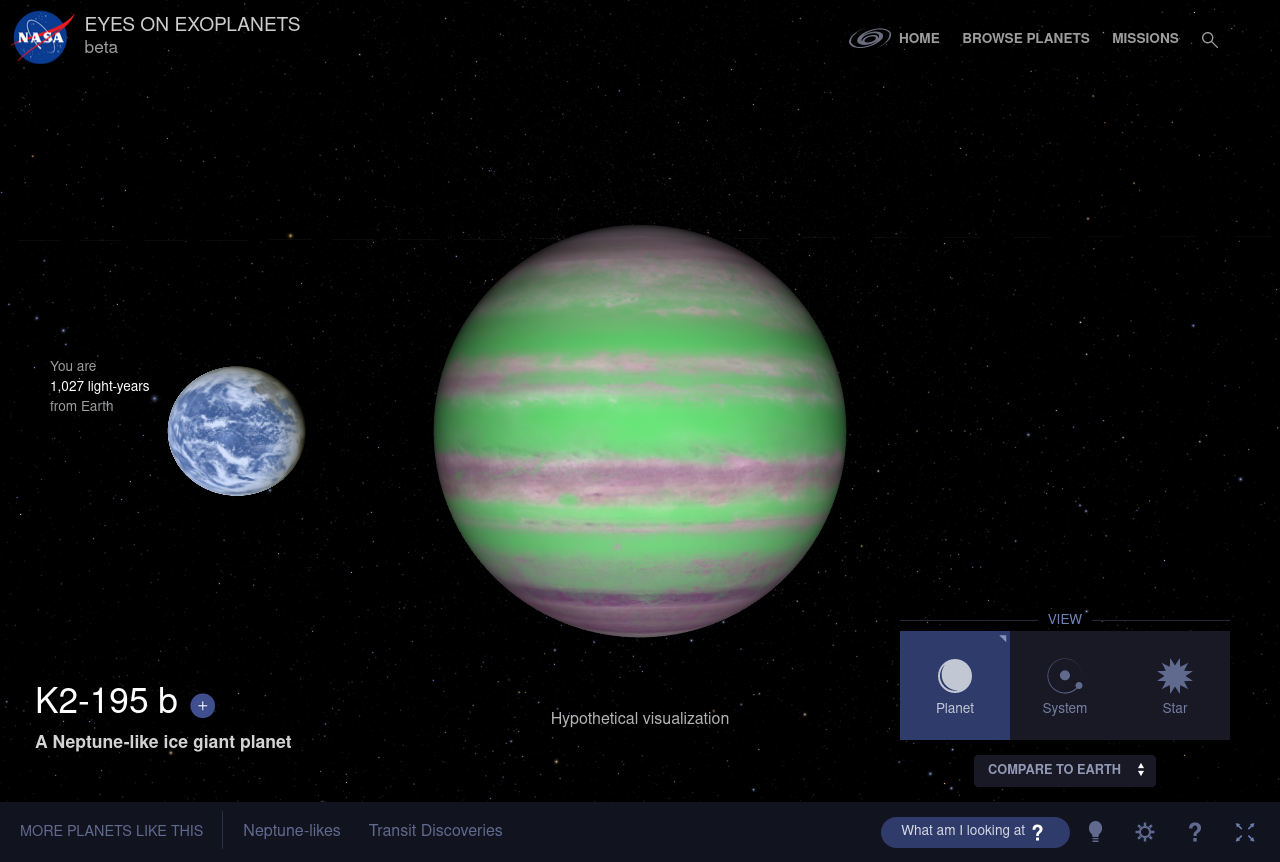 NASA
EYES ON EXOPLANETS
beta
HOME
BROWSE PLANETS
MISSIONS
You are
1,027 light-years
from Earth
K2-195 b +
A Neptune-like ice giant planet
Hypothetical visualization
VIEW
Planet
System
Star
COMPARE TO EARTH
MORE PLANETS LIKE THIS
Neptune-likes
Transit Discoveries
What am I looking at ?
?